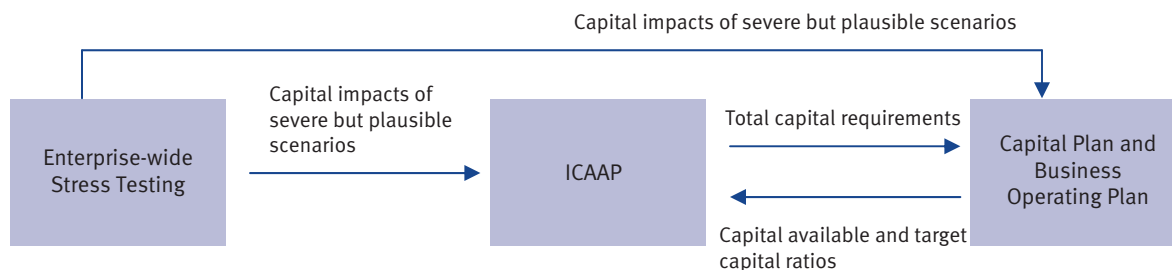 Capital impacts of severe but plausible scenarios
Enterprise-wide
Stress Testing
Capital impacts of
severe but plausible
scenarios
ICAAP
Total capital requirements
Capital available and target
capital ratios
Capital Plan and
Business
Operating Plan